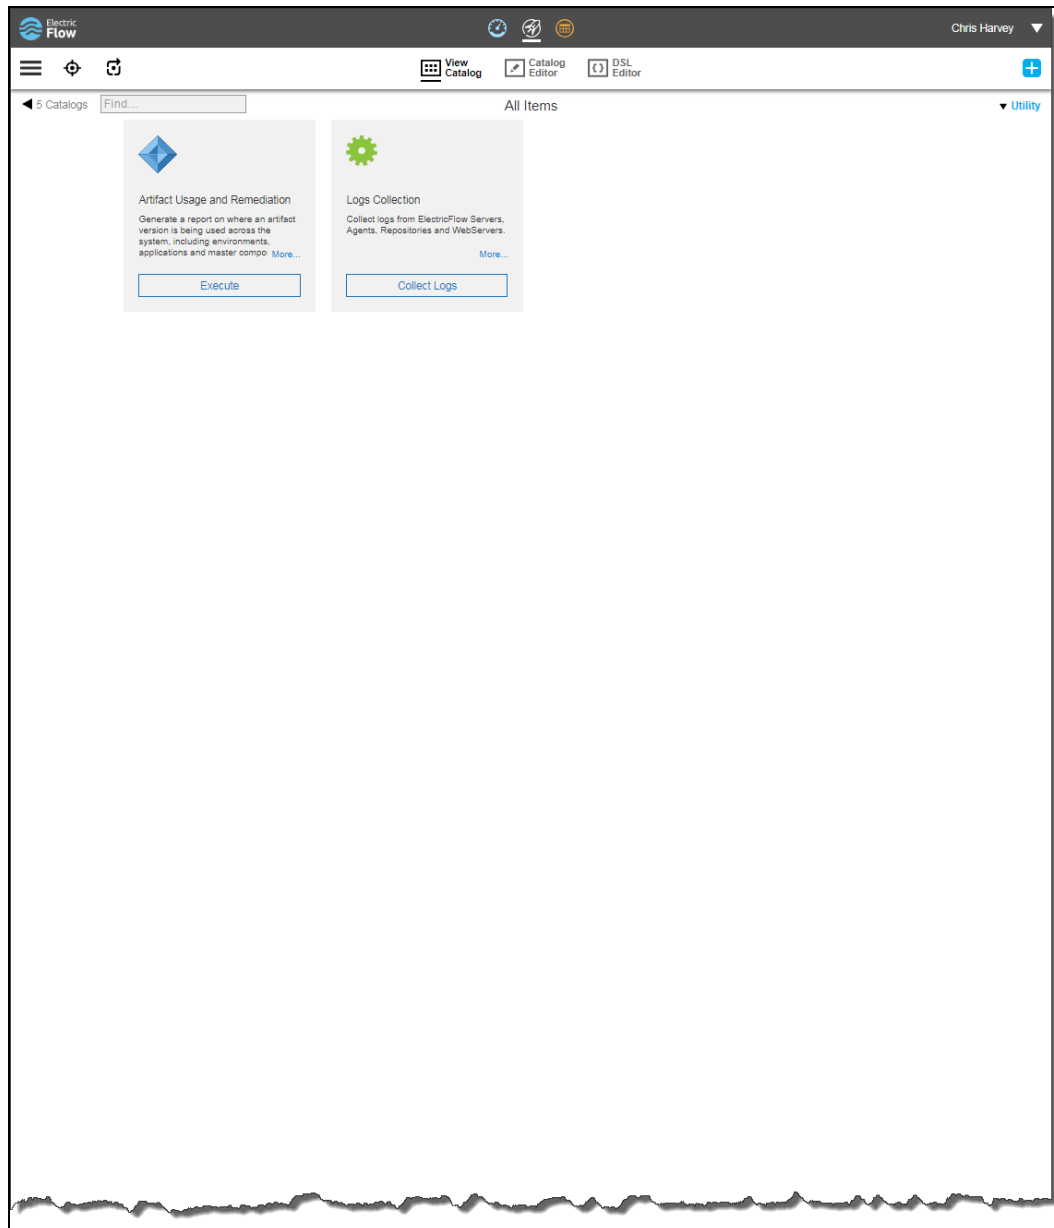 Electric
Flow
Chris Harvey
View
Catalog
Catalog
Editor
DSL
Editor
5 Catalogs
Find...
All Items
Utility
Artifact Usage and Remediation
Generate a report on where an artifact
version is being used across the
system, including environments,
applications and master compo More...
Execute
Logs Collection
Collect logs from ElectricFlow Servers,
Agents, Repositories and WebServers.
More...
Collect Logs